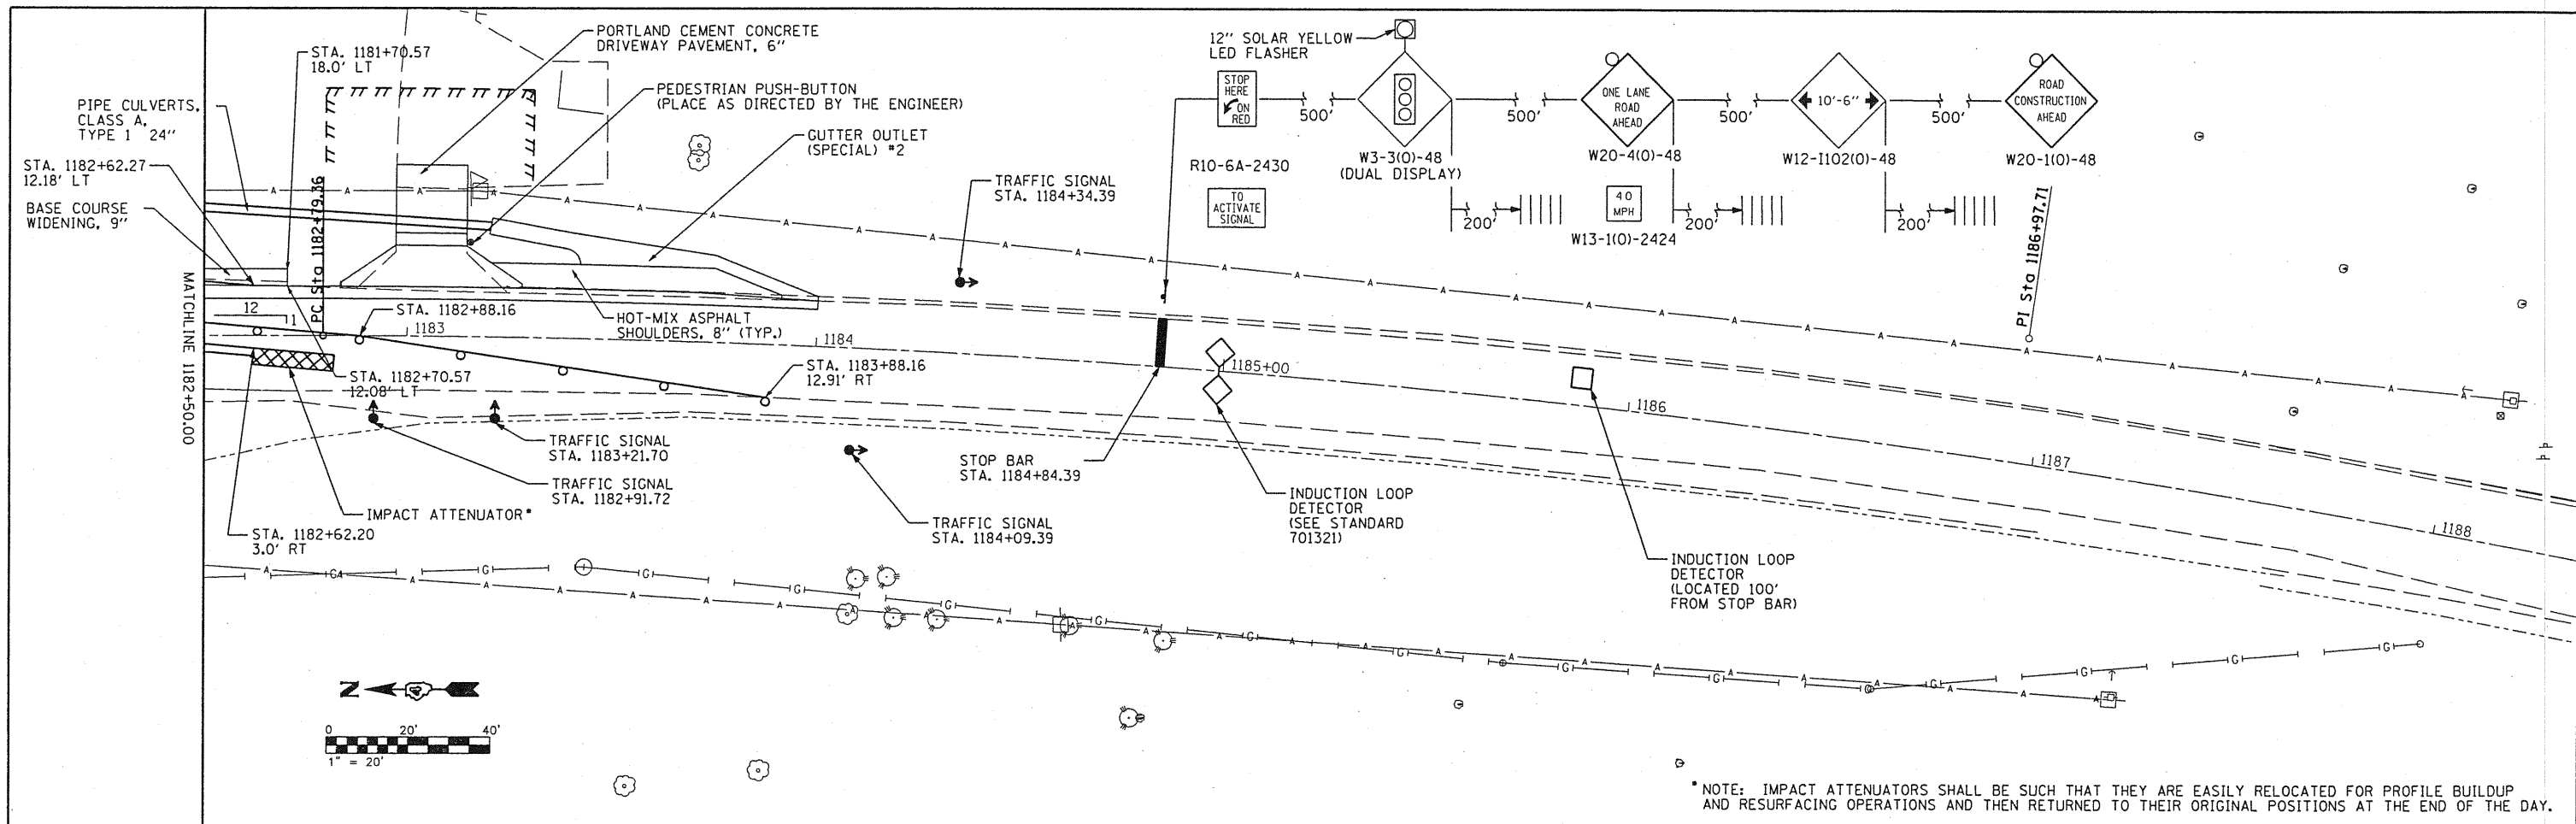 PORTLAND CEMENT CONCRETE
DRIVEWAY PAVEMENT, 6"
STA. 1181+70.57
18.0' LT
PIPE CULVERTS,
CLASS A,
TYPE 1 24"
PEDESTRIAN PUSH-BUTTON
(PLACE AS DIRECTED BY THE ENGINEER)
GUTTER OUTLET
(SPECIAL) #2
STA. 1182+62.27
12.18' LT
BASE COURSE
WIDENING, 9"
PC Sta 1182+79.36
MATCHLINE 1182+50.00
12
1
STA. 1182+88.16
1183
HOT-MIX ASPHALT
SHOULDERS, 8" (TYP.)
1184
STA. 1182+70.57
12.08' LT
STA. 1183+88.16
12.91' RT
TRAFFIC SIGNAL
STA. 1183+21.70
TRAFFIC SIGNAL
STA. 1182+91.72
IMPACT ATTENUATOR*
STA. 1182+62.20
3.0' RT
TRAFFIC SIGNAL
STA. 1184+34.39
TRAFFIC SIGNAL
STA. 1184+09.39
STOP BAR
STA. 1184+84.39
1185+00
INDUCTION LOOP
DETECTOR
(SEE STANDARD
701321)
INDUCTION LOOP
DETECTOR
(LOCATED 100'
FROM STOP BAR)
1186
1187
1188
PI Sta 1186+97.71
12" SOLAR YELLOW
LED FLASHER
STOP
HERE
ON
RED
500'
500'
500'
500'
ONE LANE
ROAD
AHEAD
10'-6"
ROAD
CONSTRUCTION
AHEAD
R10-6A-2430
W3-3(O)-48
(DUAL DISPLAY)
W20-4(O)-48
W12-I102(O)-48
W20-1(O)-48
TO
ACTIVATE
SIGNAL
200'
40
MPH
W13-1(O)-2424
200'
200'
N
0 20' 40'
1" = 20'
*NOTE: IMPACT ATTENUATORS SHALL BE SUCH THAT THEY ARE EASILY RELOCATED FOR PROFILE BUILDUP
AND RESURFACING OPERATIONS AND THEN RETURNED TO THEIR ORIGINAL POSITIONS AT THE END OF THE DAY.